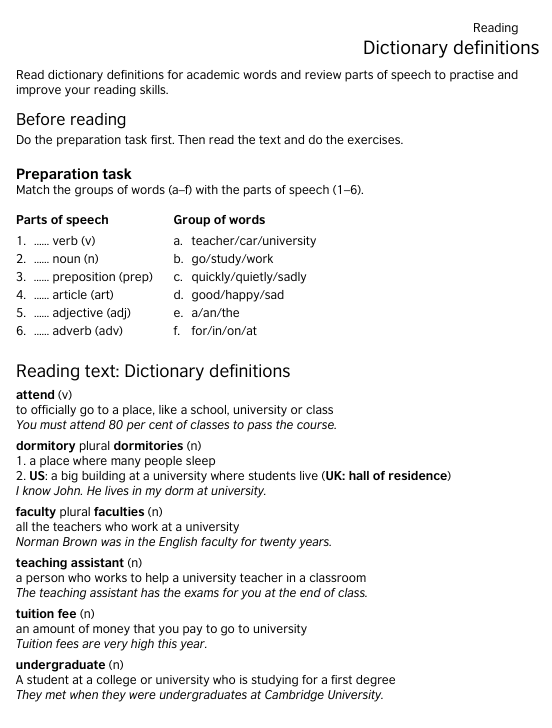 Reading
Dictionary definitions
Read dictionary definitions for academic words and review parts of speech to practise and
improve your reading skills.
Before reading
Do the preparation task first. Then read the text and do the exercises.
Preparation task
Match the groups of words (a–f) with the parts of speech (1–6).
Parts of speech Group of words
1. ...... verb (v) a. teacher/car/university
2. ...... noun (n) b. go/study/work
3. ...... preposition (prep) c. quickly/quietly/sadly
4. ...... article (art) d. good/happy/sad
5. ...... adjective (adj) e. a/an/the
6. ...... adverb (adv) f. for/in/on/at
Reading text: Dictionary definitions
attend (v)
to officially go to a place, like a school, university or class
You must attend 80 per cent of classes to pass the course.
dormitory plural dormitories (n)
1. a place where many people sleep
2. US: a big building at a university where students live (UK: hall of residence)
I know John. He lives in my dorm at university.
faculty plural faculties (n)
all the teachers who work at a university
Norman Brown was in the English faculty for twenty years.
teaching assistant (n)
a person who works to help a university teacher in a classroom
The teaching assistant has the exams for you at the end of class.
tuition fee (n)
an amount of money that you pay to go to university
Tuition fees are very high this year.
undergraduate (n)
A student at a college or university who is studying for a first degree
They met when they were undergraduates at Cambridge University.